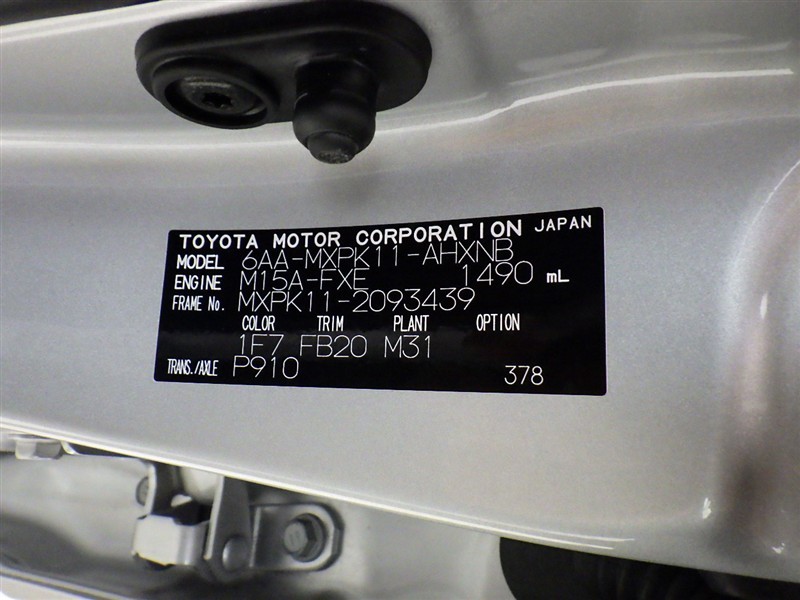 TOYOTA MOTOR CORPORATION JAPAN
MODEL 6AA-MXPK11-AHXNB
ENGINE M15A-FXE 1490 mL
FRAME No. MXPK11-2093439
COLOR TRIM PLANT OPTION
1F7 FB20 M31
TRANS./AXLE P910 378